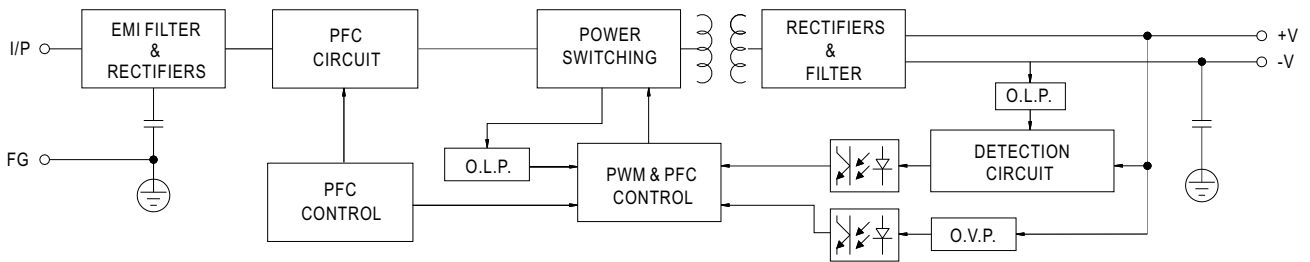 I/P
EMI FILTER
&
RECTIFIERS
PFC
CIRCUIT
POWER
SWITCHING
RECTIFIERS
&
FILTER
+V
-V
O.L.P.
FG
O.L.P.
PFC
CONTROL
PWM & PFC
CONTROL
DETECTION
CIRCUIT
O.V.P.